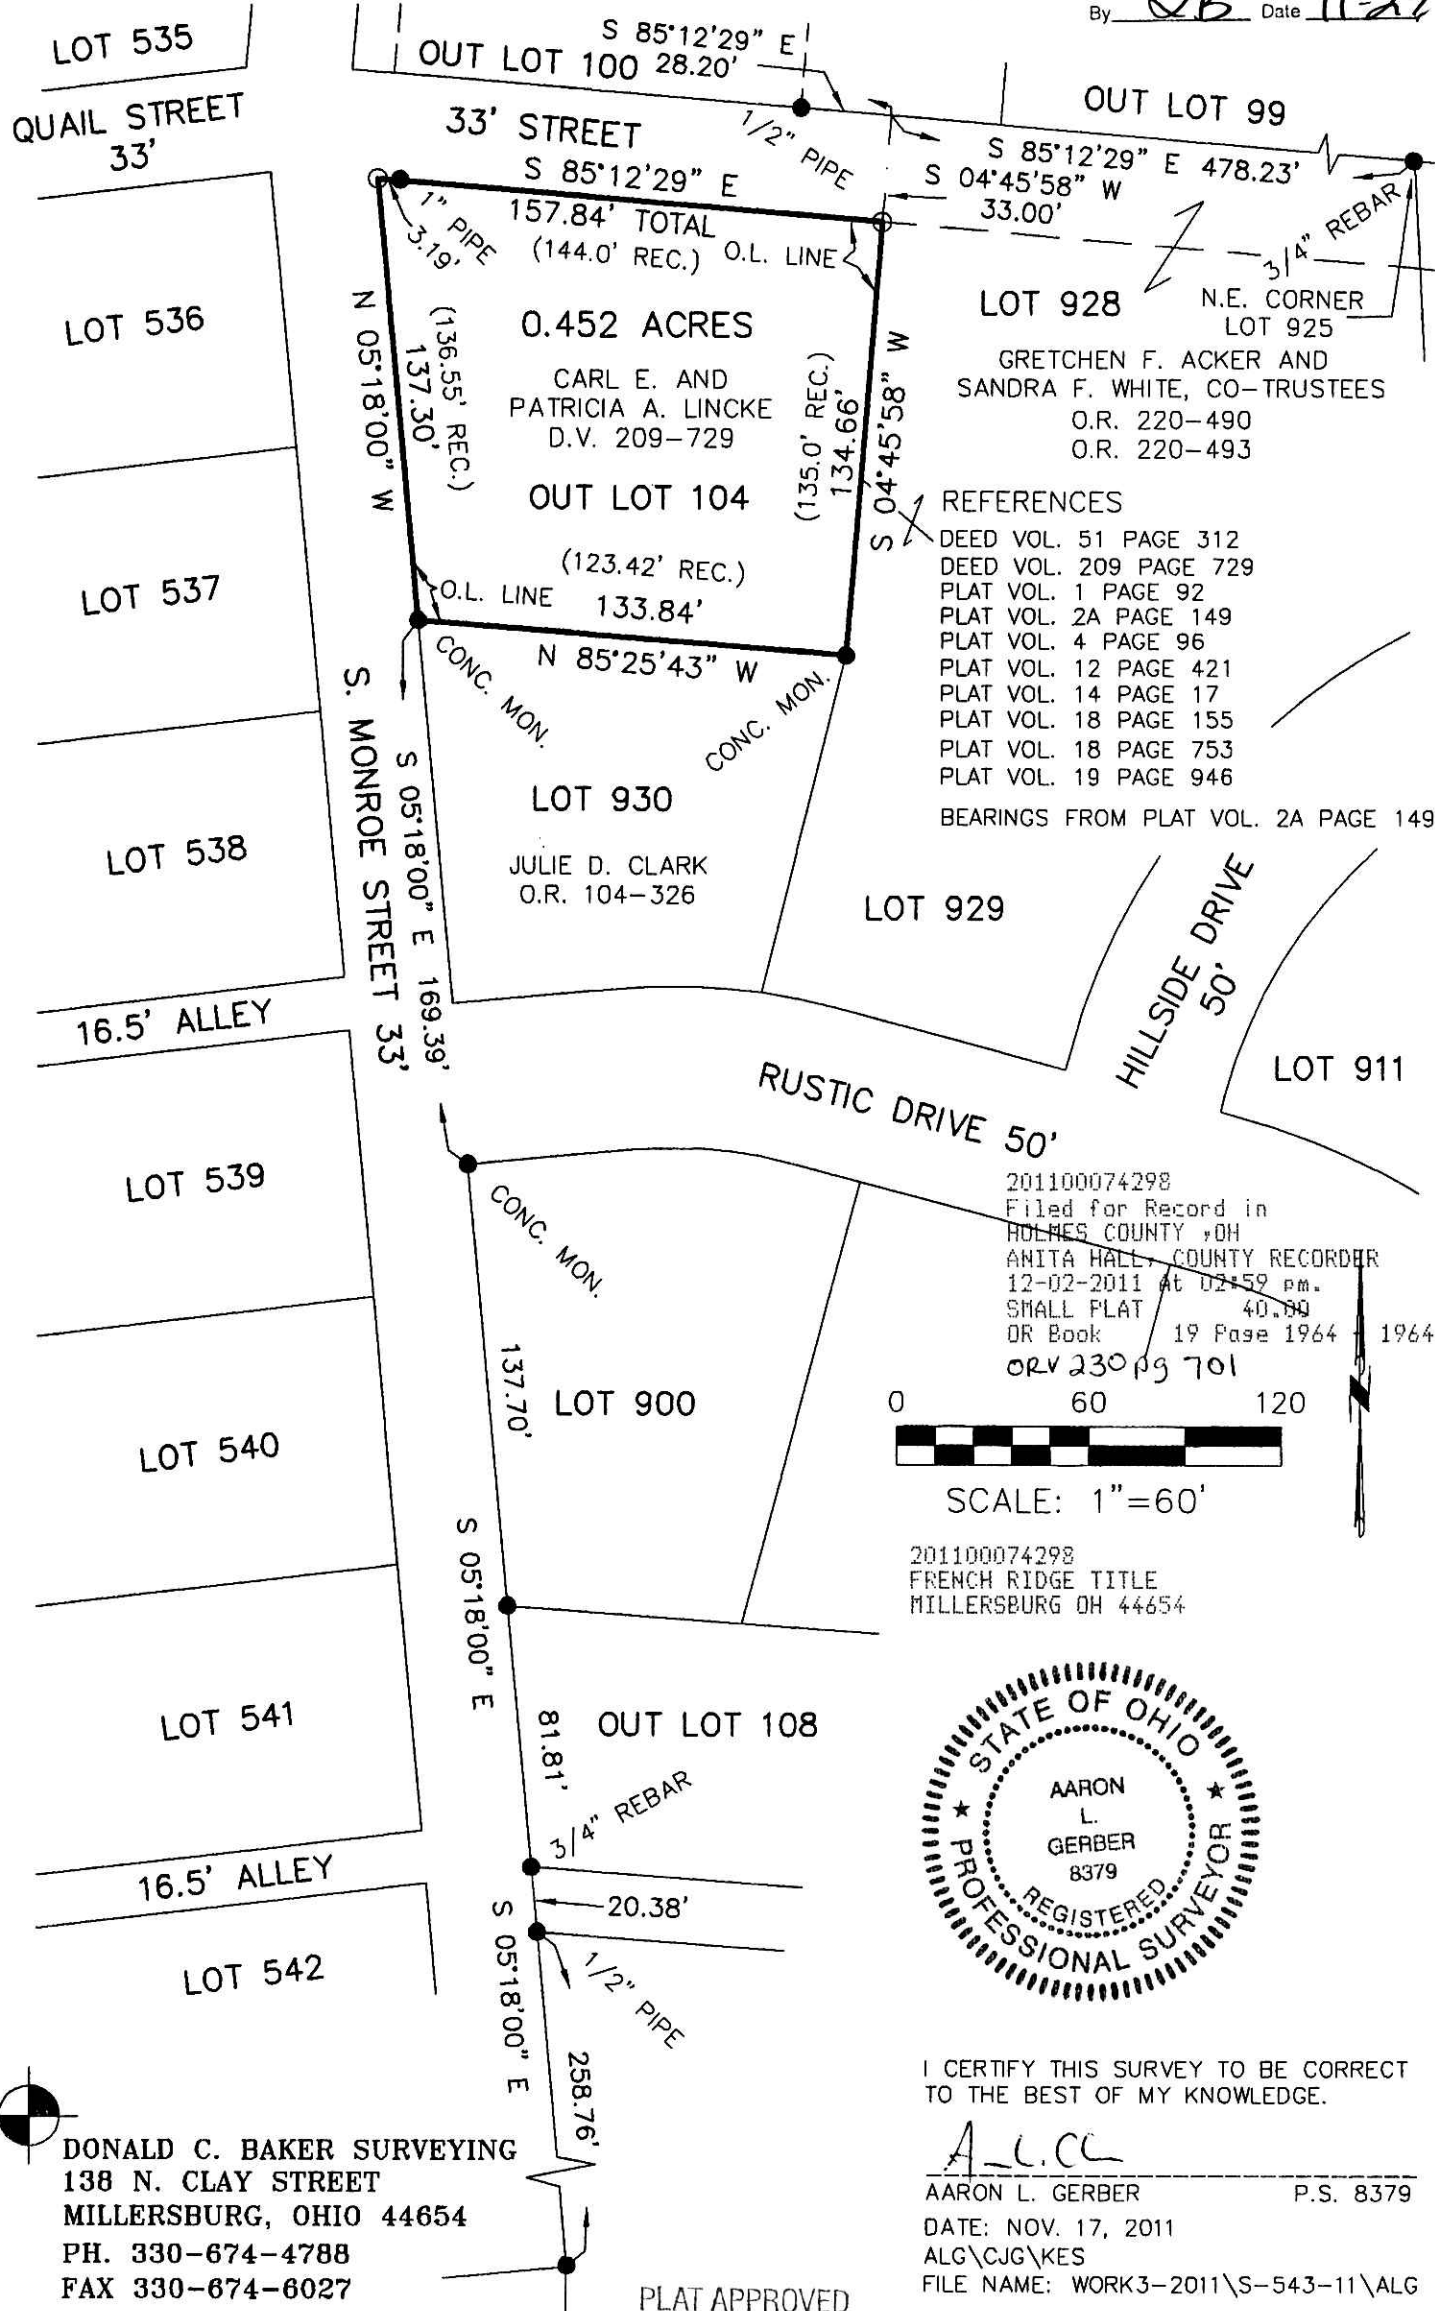 By QB Date 11-2
LOT 535
S 85°12'29" E
OUT LOT 100 28.20'
OUT LOT 99
QUAIL STREET
33'
33' STREET
1/2" PIPE
S 85°12'29" E 478.23'
S 85°12'29" E
S 04°45'58" W
33.00'
157.84' TOTAL
(144.0' REC.)
O.L. LINE
1" PIPE
3.19'
3/4" REBAR
N.E. CORNER
LOT 925
LOT 536
N 05°18'00" W
(136.55' REC.)
137.30'
0.452 ACRES
CARL E. AND
PATRICIA A. LINCKE
D.V. 209-729
OUT LOT 104
(135.0' REC.)
134.66'
S 04°45'58" W
LOT 928
GRETCHEN F. ACKER AND
SANDRA F. WHITE, CO-TRUSTEES
O.R. 220-490
O.R. 220-493
REFERENCES
DEED VOL. 51 PAGE 312
DEED VOL. 209 PAGE 729
PLAT VOL. 1 PAGE 92
PLAT VOL. 2A PAGE 149
PLAT VOL. 4 PAGE 96
PLAT VOL. 12 PAGE 421
PLAT VOL. 14 PAGE 17
PLAT VOL. 18 PAGE 155
PLAT VOL. 18 PAGE 753
PLAT VOL. 19 PAGE 946
BEARINGS FROM PLAT VOL. 2A PAGE 149
LOT 537
(123.42' REC.)
O.L. LINE
133.84'
N 85°25'43" W
CONC. MON.
CONC. MON.
S. MONROE STREET 33'
S 05°18'00" E 169.39'
LOT 930
JULIE D. CLARK
O.R. 104-326
LOT 538
LOT 929
HILLSIDE DRIVE
50'
16.5' ALLEY
LOT 911
RUSTIC DRIVE 50'
LOT 539
CONC. MON.
201100074298
Filed for Record in
HOLMES COUNTY ,OH
ANITA HALL, COUNTY RECORDER
12-02-2011 At 02:59 pm.
SMALL PLAT 40.00
OR Book 19 Page 1964 - 1964
ORV 230 pg 701
137.70'
LOT 900
0 60 120
SCALE: 1"=60'
LOT 540
S 05°18'00" E
201100074298
FRENCH RIDGE TITLE
MILLERSBURG OH 44654
LOT 541
81.81'
OUT LOT 108
3/4" REBAR
STATE OF OHIO
AARON
L.
GERBER
8379
REGISTERED
PROFESSIONAL SURVEYOR
16.5' ALLEY
20.38'
S 05°18'00" E
1/2" PIPE
LOT 542
258.76'
I CERTIFY THIS SURVEY TO BE CORRECT
TO THE BEST OF MY KNOWLEDGE.
AARON L. GERBER P.S. 8379
DATE: NOV. 17, 2011
ALG\CJG\KES
FILE NAME: WORK3-2011\S-543-11\ALG
DONALD C. BAKER SURVEYING
138 N. CLAY STREET
MILLERSBURG, OHIO 44654
PH. 330-674-4788
FAX 330-674-6027
PLAT APPROVED